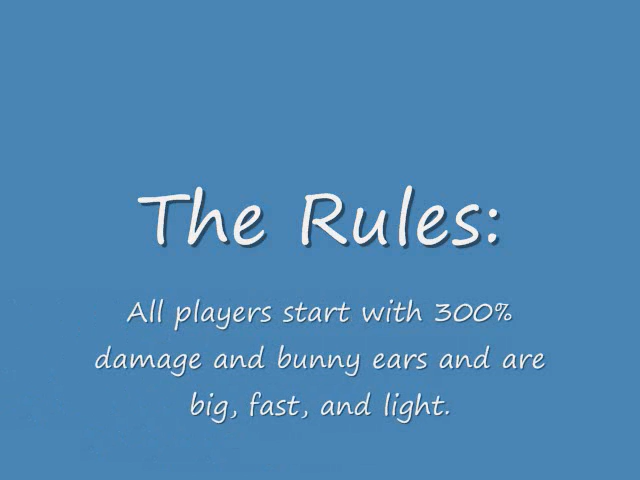 The Rules:
All players start with 300%
damage and bunny ears and are
big, fast, and light.